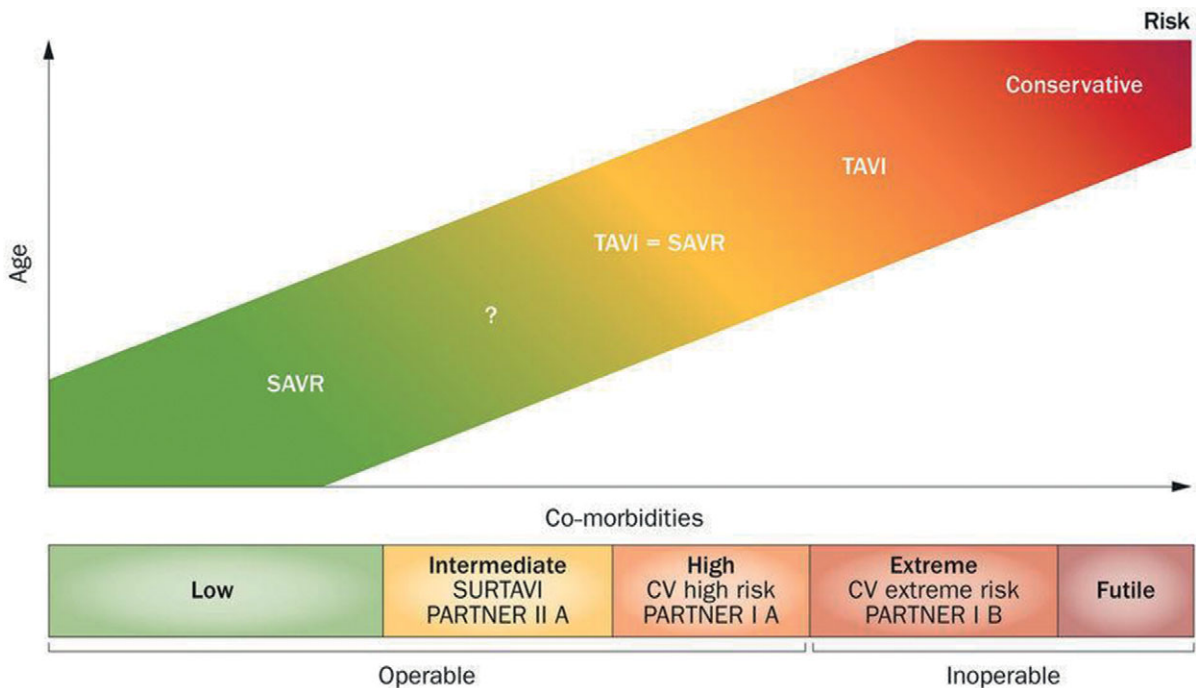 Risk
Conservative
TAVI
TAVI = SAVR
?
SAVR
Age
Co-morbidities
Low
Intermediate
SURTAVI
PARTNER II A
High
CV high risk
PARTNER I A
Extreme
CV extreme risk
PARTNER I B
Futile
Operable
Inoperable